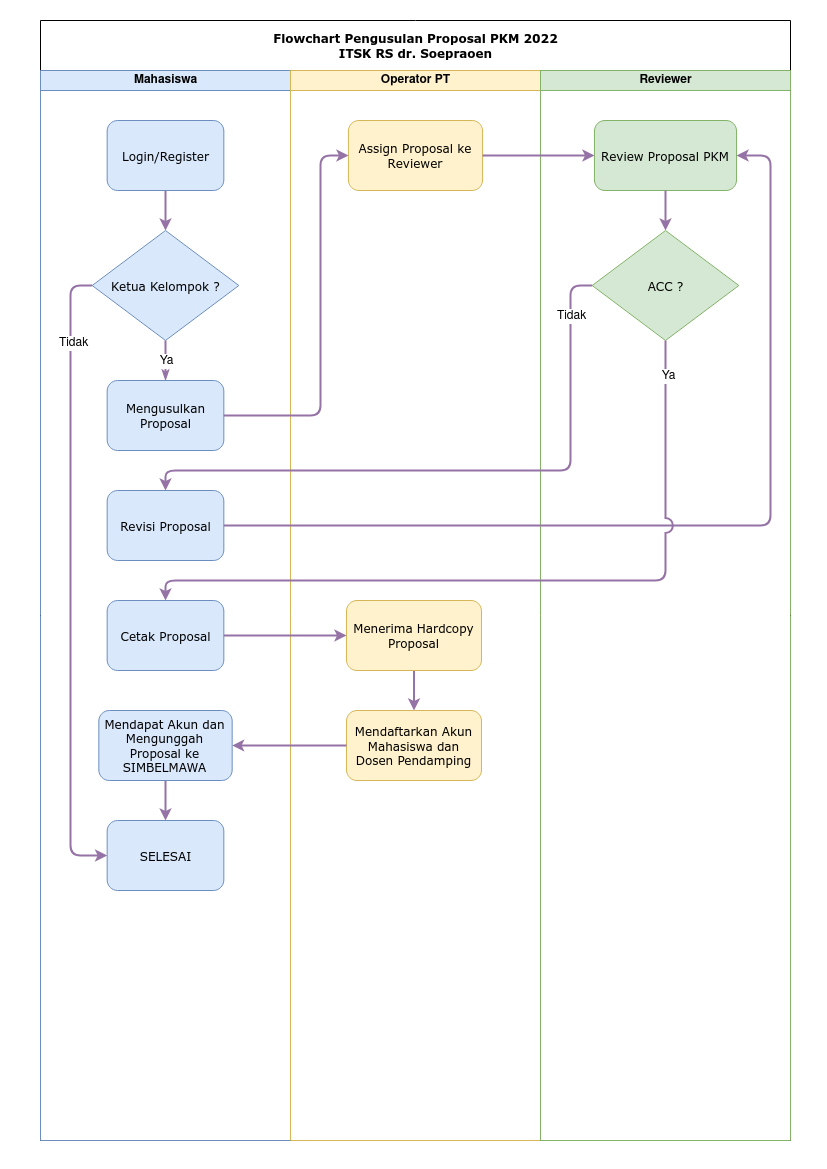 Flowchart Pengusulan Proposal PKM 2022
ITSK RS dr. Soepraoen
Mahasiswa
Operator PT
Reviewer
Login/Register
Assign Proposal ke
Reviewer
Review Proposal PKM
Ketua Kelompok ?
ACC ?
Tidak
Tidak
Ya
Ya
Mengusulkan
Proposal
Revisi Proposal
Cetak Proposal
Menerima Hardcopy
Proposal
Mendapat Akun dan
Mengunggah
Proposal ke
SIMBELMAWA
Mendaftarkan Akun
Mahasiswa dan
Dosen Pendamping
SELESAI